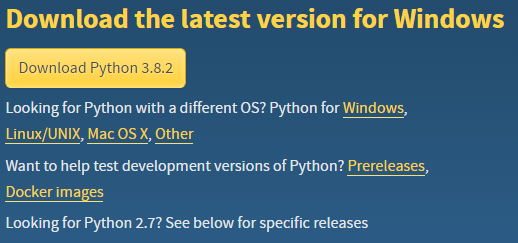 Download the latest version for Windows
Download Python 3.8.2
Looking for Python with a different OS? Python for Windows,
Linux/UNIX, Mac OS X, Other
Want to help test development versions of Python? Prereleases,
Docker images
Looking for Python 2.7? See below for specific releases